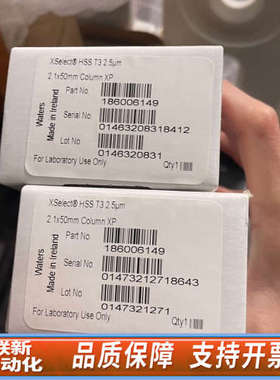 XSelect® HSS T3 2.5µm
2.1x50mm Column XP
Part No
186006149
Serial No
01463208318412
Lot No
0146320831
For Laboratory Use Only
Qty1
Waters
Made in Ireland
XSelect® HSS T3 2.5µm
2.1x50mm Column XP
Part No
186006149
Serial No
01473212718643
Lot No
0147321271
For Laboratory Use Only
Qty1
Waters
Made in Ireland
联新
动化
品质保障 支持开票